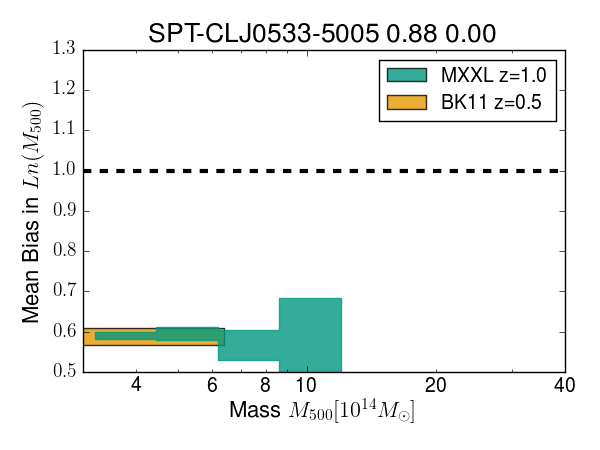 SPT-CLJ0533-5005 0.88 0.00
MXXL z=1.0
BK11 z=0.5
Mean Bias in Ln(M₅₀₀)
1.3
1.2
1.1
1.0
0.9
0.8
0.7
0.6
0.5
4 6 8 10 20 40
Mass M₅₀₀[10¹⁴M☉]